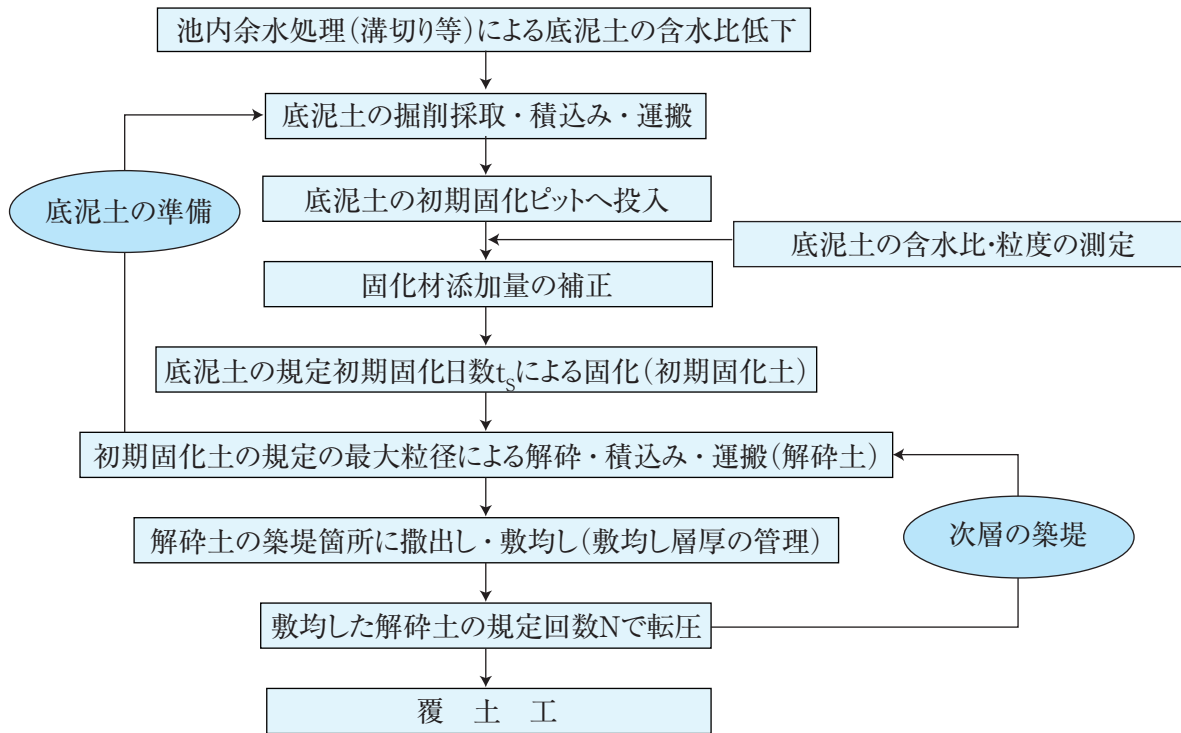 池内余水処理(溝切り等)による底泥土の含水比低下
底泥土の掘削採取・積込み・運搬
底泥土の準備
底泥土の初期固化ピットへ投入
底泥土の含水比・粒度の測定
固化材添加量の補正
底泥土の規定初期固化日数tsによる固化(初期固化土)
初期固化土の規定の最大粒径による解砕・積込み・運搬(解砕土)
解砕土の築堤箇所に撒出し・敷均し(敷均し層厚の管理)
次層の築堤
敷均した解砕土の規定回数Nで転圧
覆土工